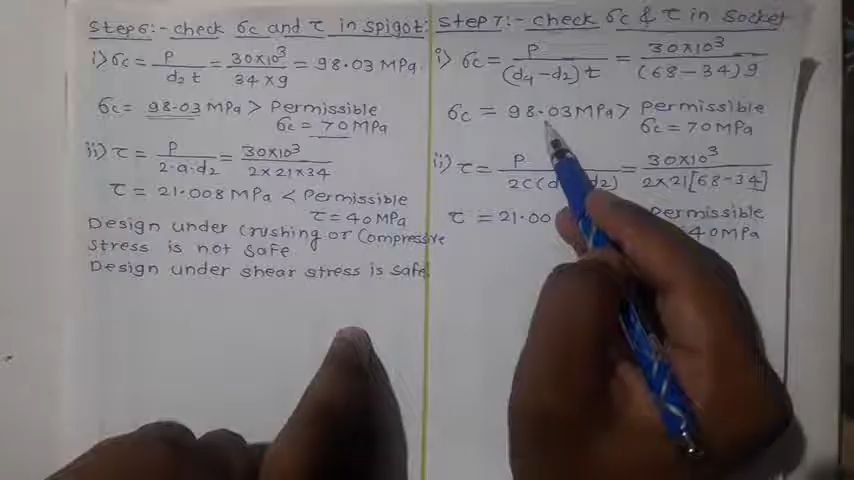 Step 6:- check σc and τ in spigot:
i) σc = P / d2 t = 30×10³ / 34×9 = 98.03 MPa.
σc = 98.03 MPa > Permissible
σc = 70 MPa
ii) τ = P / 2·a·d2 = 30×10³ / 2×21×34
τ = 21.008 MPa < Permissible
τ = 40 MPa
Design under crushing or Compressive
stress is not safe
Design under shear stress is safe.
Step 7:- check σc & τ in Socket
i) σc = P / (d4-d2) t = 30×10³ / (68-34) 9
σc = 98.03 MPa > permissible
σc = 70 MPa
ii) τ = P / 2c(d d2) = 30×10³ / 2×21[68-34]
τ = 21.00 Permissible
40 MPa